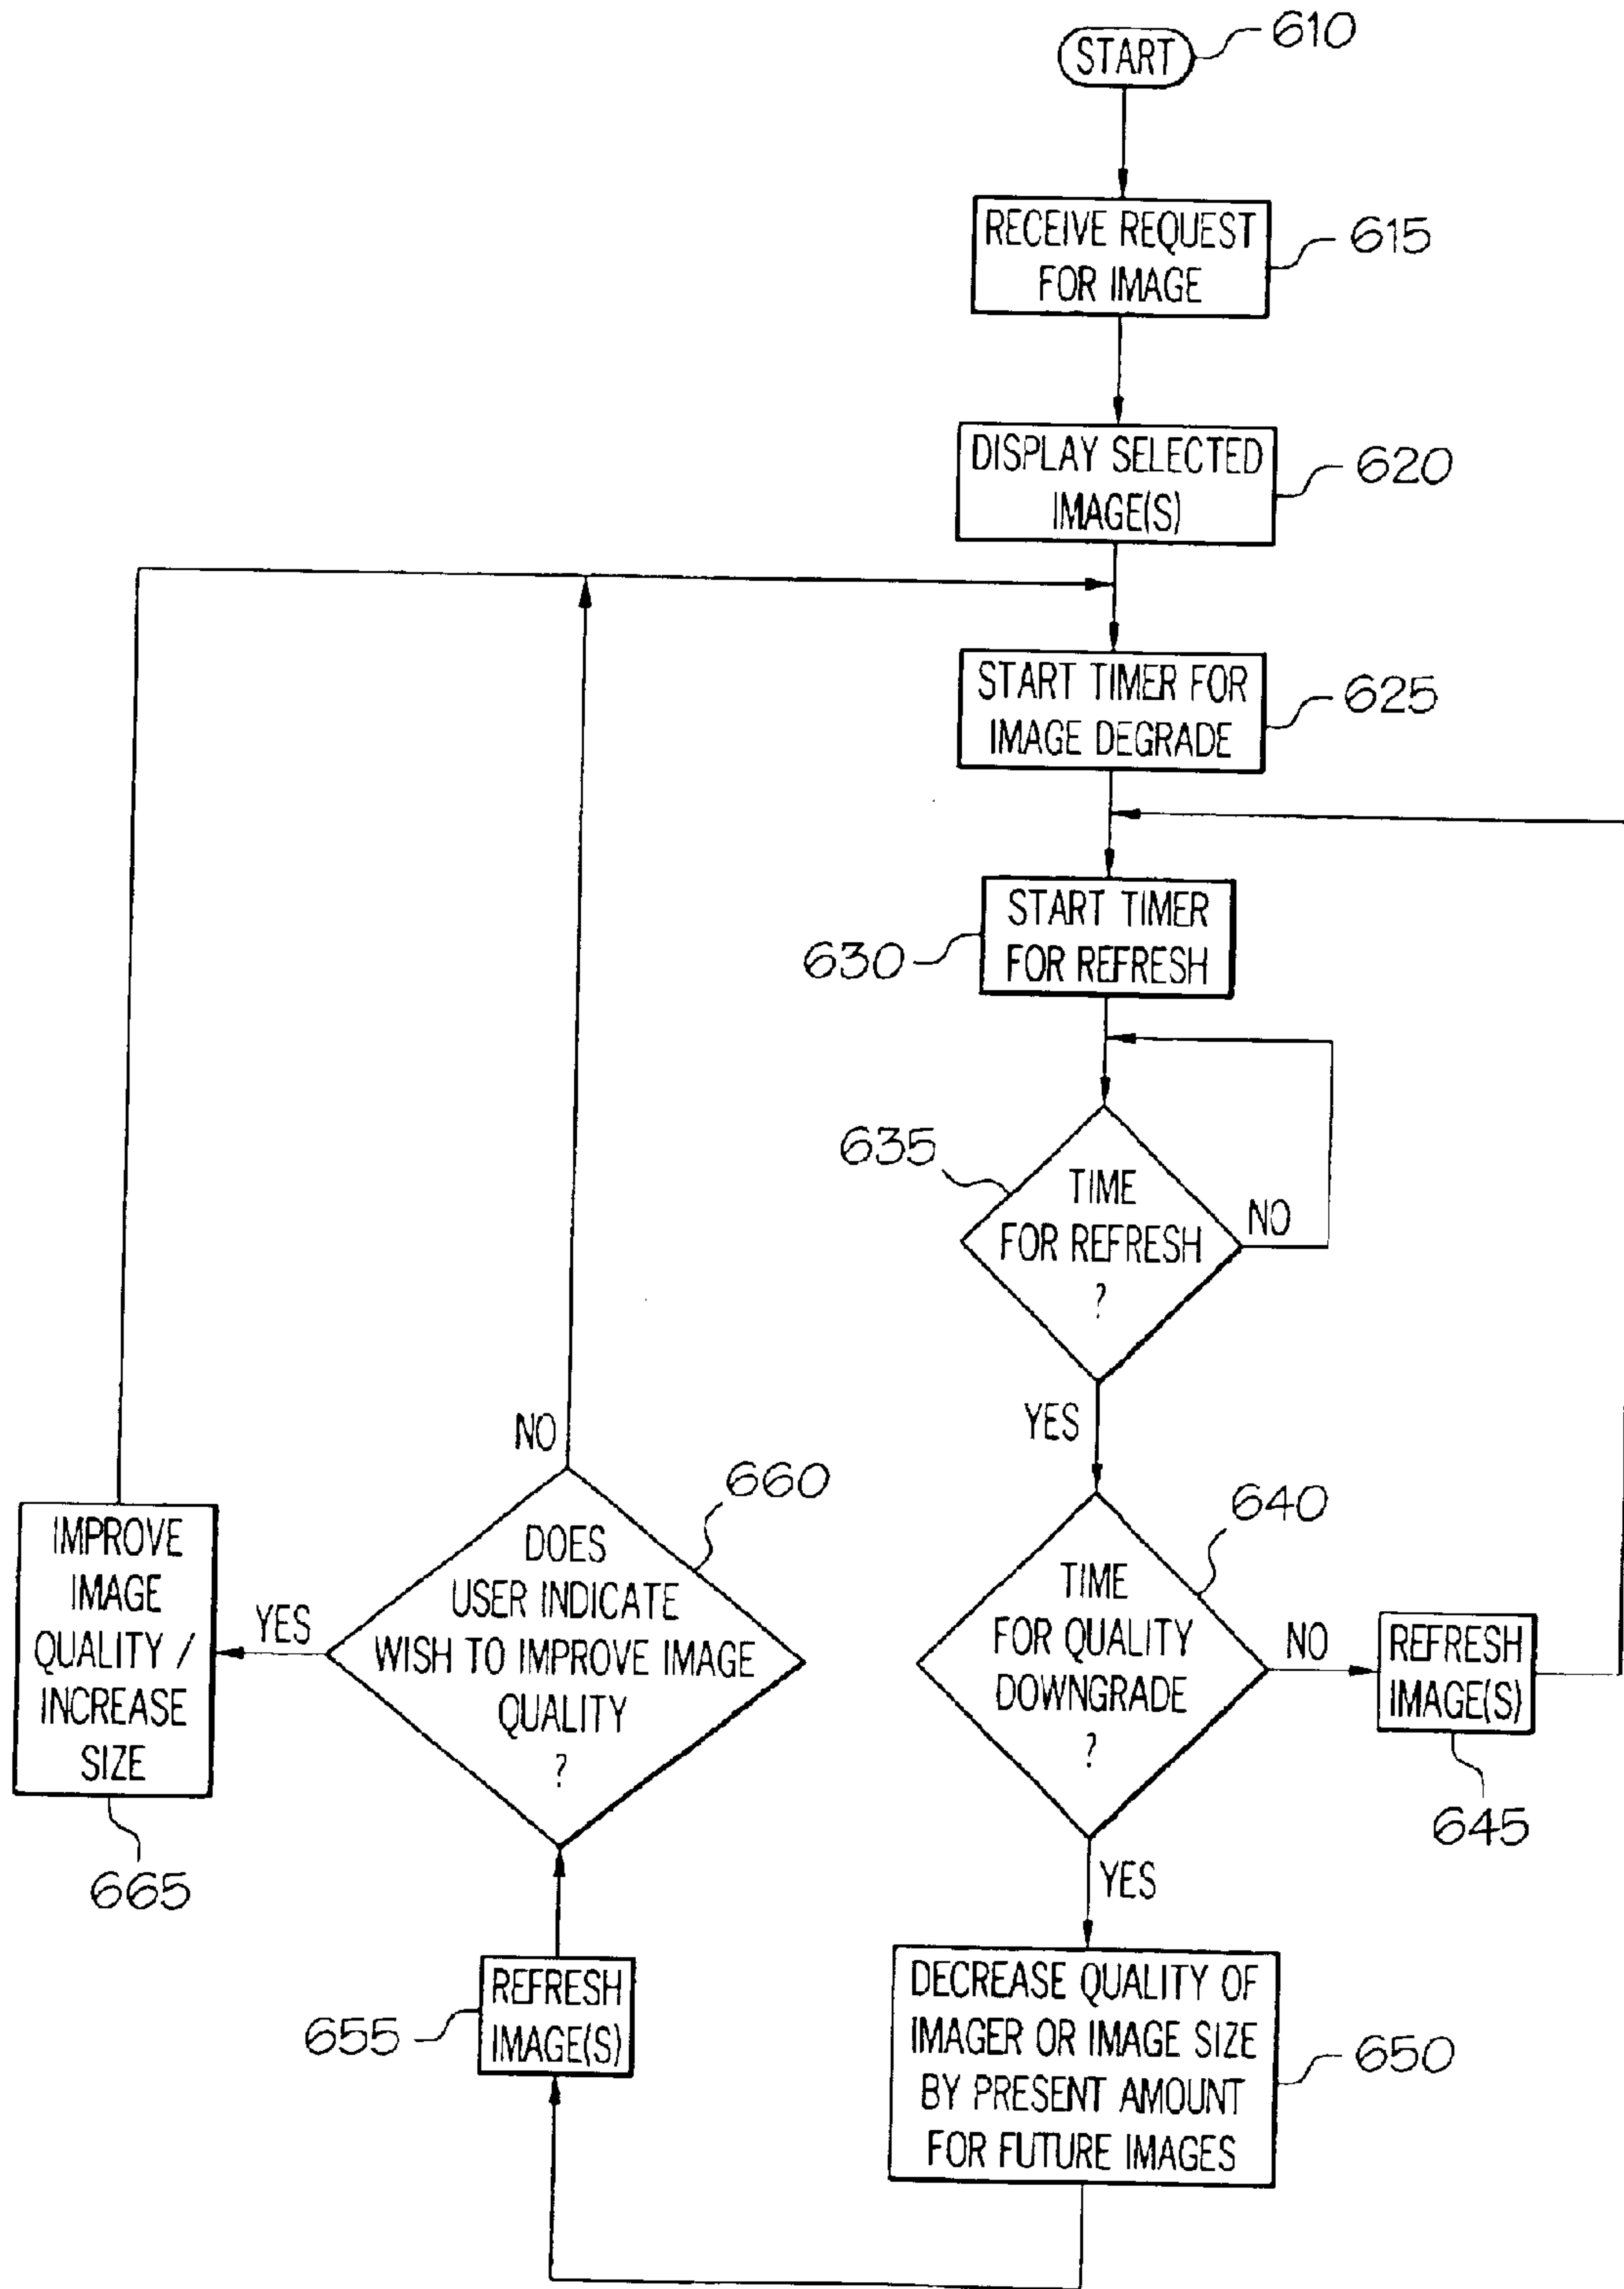 START
610
RECEIVE REQUEST
FOR IMAGE
615
DISPLAY SELECTED
IMAGE(S)
620
START TIMER FOR
IMAGE DEGRADE
625
START TIMER
FOR REFRESH
630
635
TIME
FOR REFRESH
?
NO
YES
640
TIME
FOR QUALITY
DOWNGRADE
?
NO
REFRESH
IMAGE(S)
645
YES
DECREASE QUALITY OF
IMAGER OR IMAGE SIZE
BY PRESENT AMOUNT
FOR FUTURE IMAGES
650
REFRESH
IMAGE(S)
655
NO
660
DOES
USER INDICATE
WISH TO IMPROVE IMAGE
QUALITY
?
YES
IMPROVE
IMAGE
QUALITY /
INCREASE
SIZE
665